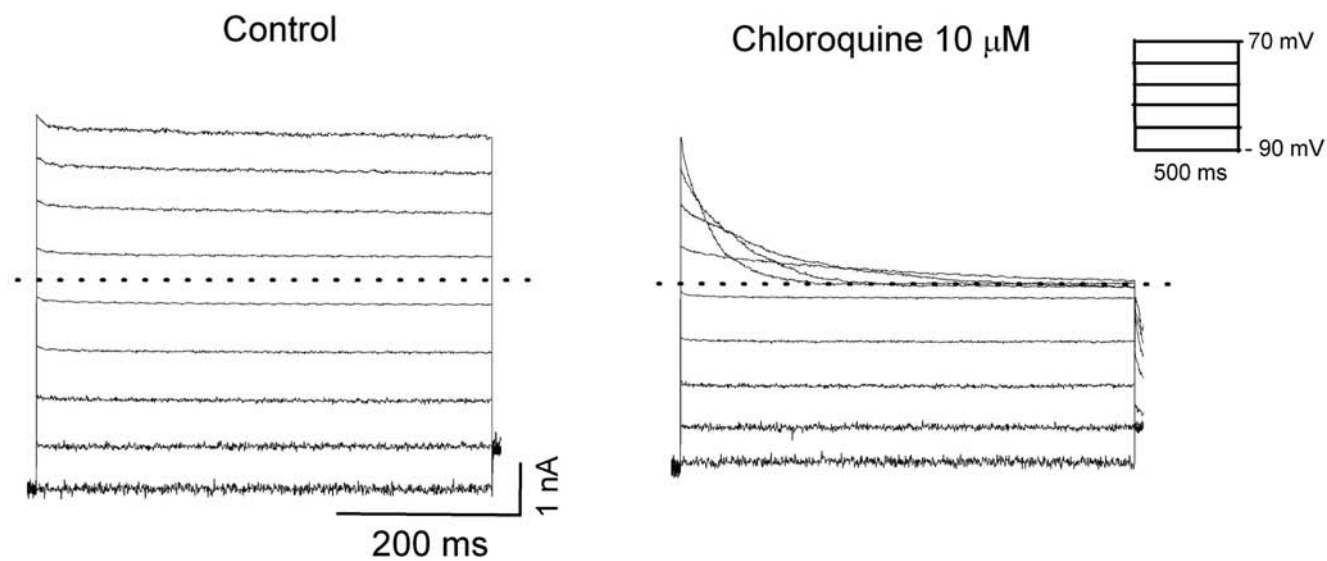 Control
Chloroquine 10 μM
70 mV
- 90 mV
500 ms
1 nA
200 ms